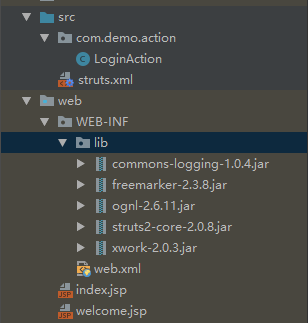 src
com.demo.action
LoginAction
struts.xml
web
WEB-INF
lib
commons-logging-1.0.4.jar
freemarker-2.3.8.jar
ognl-2.6.11.jar
struts2-core-2.0.8.jar
xwork-2.0.3.jar
web.xml
index.jsp
welcome.jsp